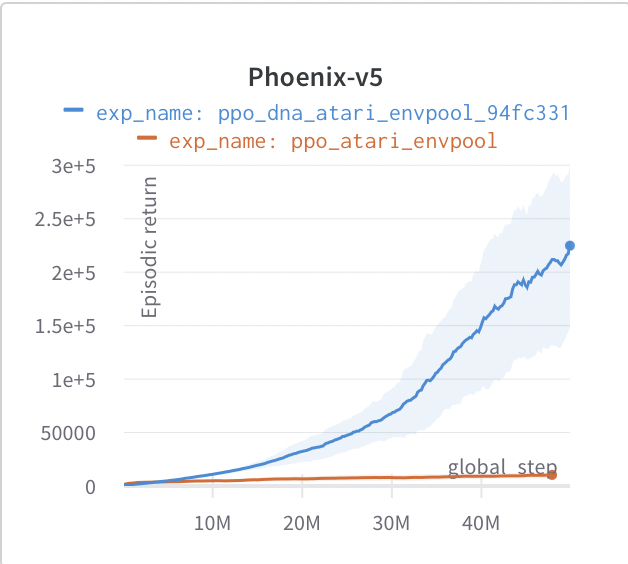 Phoenix-v5
exp_name: ppo_dna_atari_envpool_94fc331
exp_name: ppo_atari_envpool
3e+5
2.5e+5
2e+5
1.5e+5
1e+5
50000
0
Episodic return
global_step
10M
20M
30M
40M